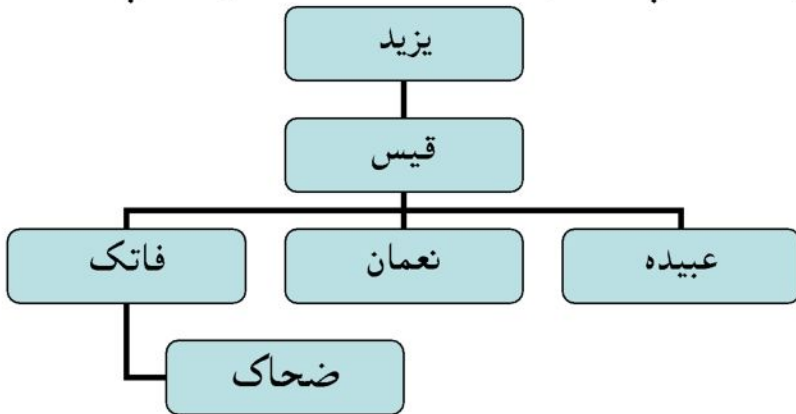 یزید
قیس
عبیده
نعمان
فاتک
ضحاک